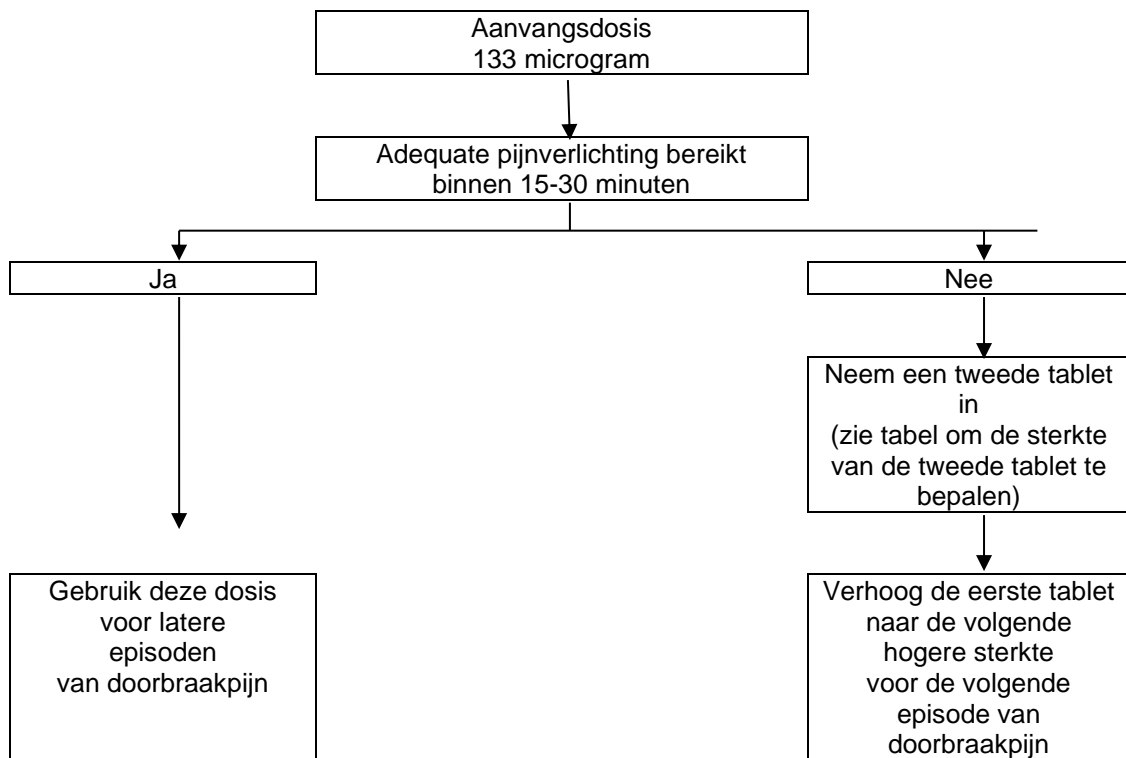 Aanvangsdosis
133 microgram
Adequate pijnverlichting bereikt
binnen 15-30 minuten
Ja
Nee
Neem een tweede tablet
in
(zie tabel om de sterkte
van de tweede tablet te
bepalen)
Gebruik deze dosis
voor latere
episoden
van doorbraakpijn
Verhoog de eerste tablet
naar de volgende
hogere sterkte
voor de volgende
episode van
doorbraakpijn